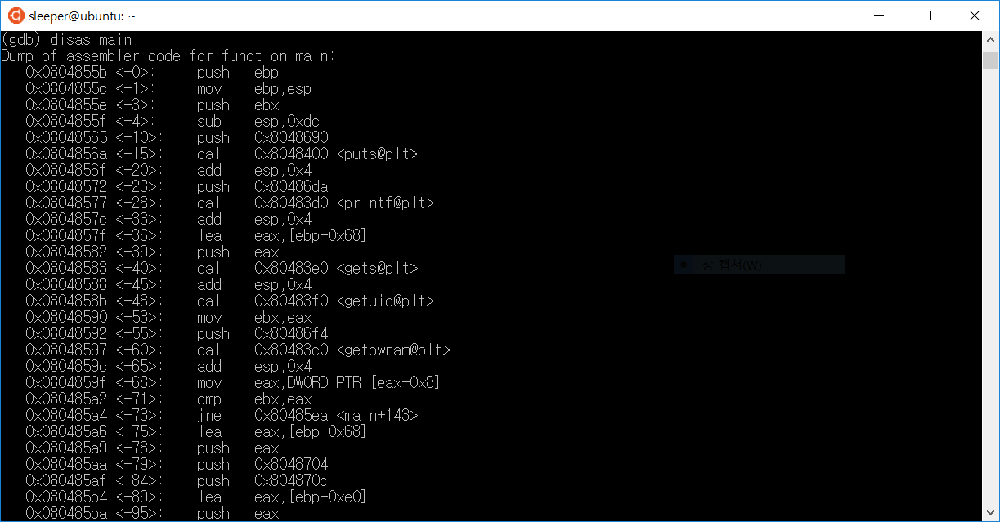 sleeper@ubuntu: ~
(gdb) disas main
Dump of assembler code for function main:
0x0804855b <+0>: push ebp
0x0804855c <+1>: mov ebp,esp
0x0804855e <+3>: push ebx
0x0804855f <+4>: sub esp,0xdc
0x08048565 <+10>: push 0x8048690
0x0804856a <+15>: call 0x8048400 <puts@plt>
0x0804856f <+20>: add esp,0x4
0x08048572 <+23>: push 0x80486da
0x08048577 <+28>: call 0x80483d0 <printf@plt>
0x0804857c <+33>: add esp,0x4
0x0804857f <+36>: lea eax,[ebp-0x68]
0x08048582 <+39>: push eax
0x08048583 <+40>: call 0x80483e0 <gets@plt>
0x08048588 <+45>: add esp,0x4
0x0804858b <+48>: call 0x80483f0 <getuid@plt>
0x08048590 <+53>: mov ebx,eax
0x08048592 <+55>: push 0x80486f4
0x08048597 <+60>: call 0x80483c0 <getpwnam@plt>
0x0804859c <+65>: add esp,0x4
0x0804859f <+68>: mov eax,DWORD PTR [eax+0x8]
0x080485a2 <+71>: cmp ebx,eax
0x080485a4 <+73>: jne 0x80485ea <main+143>
0x080485a6 <+75>: lea eax,[ebp-0x68]
0x080485a9 <+78>: push eax
0x080485aa <+79>: push 0x8048704
0x080485af <+84>: push 0x804870c
0x080485b4 <+89>: lea eax,[ebp-0xe0]
0x080485ba <+95>: push eax
창 캡처(W)